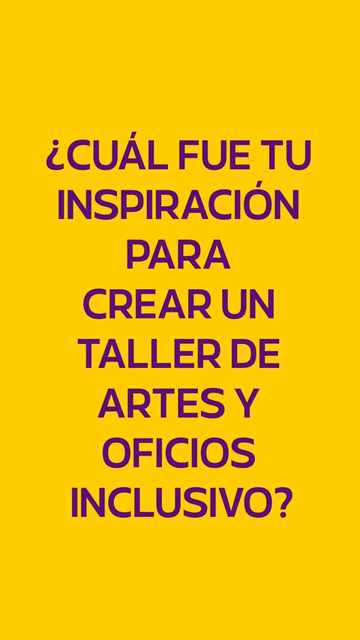 ¿CUÁL FUE TU
INSPIRACIÓN
PARA
CREAR UN
TALLER DE
ARTES Y
OFICIOS
INCLUSIVO?